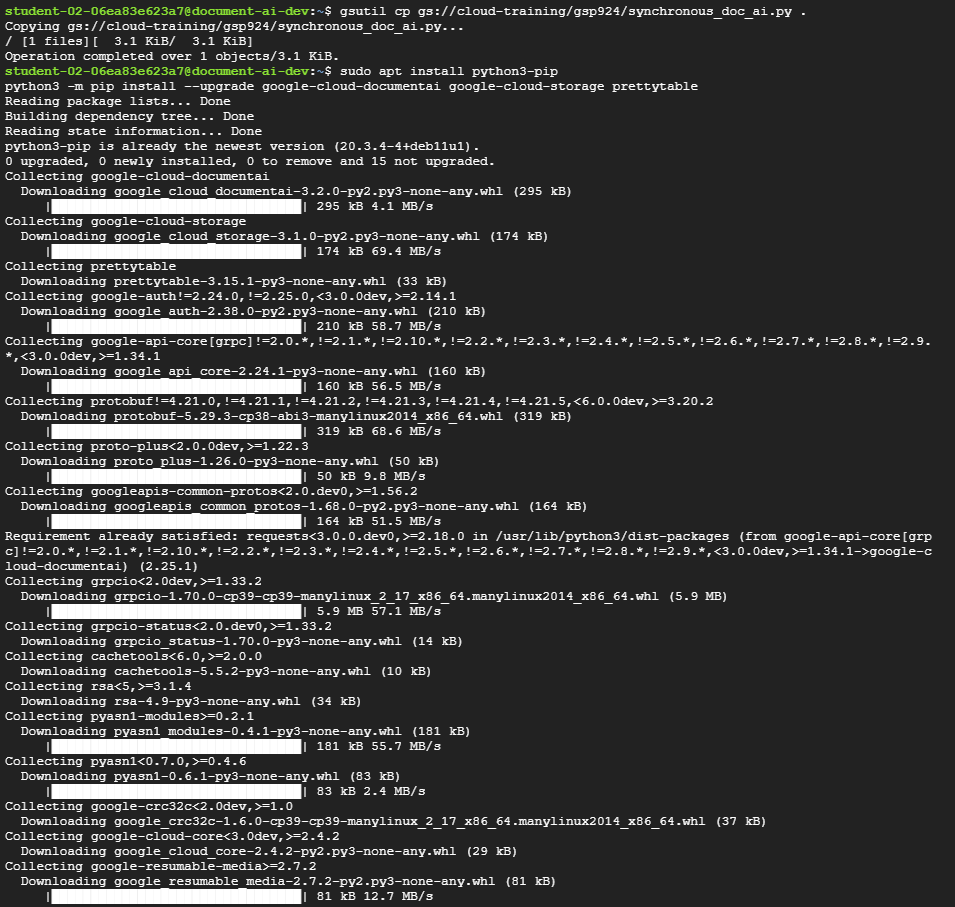 student-02-06ea83e623a7@document-ai-dev:~$ gsutil cp gs://cloud-training/gsp924/synchronous_doc_ai.py .
Copying gs://cloud-training/gsp924/synchronous_doc_ai.py...
/ [1 files][  3.1 KiB/  3.1 KiB]
Operation completed over 1 objects/3.1 KiB.
student-02-06ea83e623a7@document-ai-dev:~$ sudo apt install python3-pip
python3 -m pip install --upgrade google-cloud-documentai google-cloud-storage prettytable
Reading package lists... Done
Building dependency tree... Done
Reading state information... Done
python3-pip is already the newest version (20.3.4-4+deb11u1).
0 upgraded, 0 newly installed, 0 to remove and 15 not upgraded.
Collecting google-cloud-documentai
  Downloading google_cloud_documentai-3.2.0-py2.py3-none-any.whl (295 kB)
     |████████████████████████████████| 295 kB 4.1 MB/s
Collecting google-cloud-storage
  Downloading google_cloud_storage-3.1.0-py2.py3-none-any.whl (174 kB)
     |████████████████████████████████| 174 kB 69.4 MB/s
Collecting prettytable
  Downloading prettytable-3.15.1-py3-none-any.whl (33 kB)
Collecting google-auth!=2.24.0,!=2.25.0,<3.0.0dev,>=2.14.1
  Downloading google_auth-2.38.0-py2.py3-none-any.whl (210 kB)
     |████████████████████████████████| 210 kB 58.7 MB/s
Collecting google-api-core[grpc]!=2.0.*,!=2.1.*,!=2.10.*,!=2.2.*,!=2.3.*,!=2.4.*,!=2.5.*,!=2.6.*,!=2.7.*,!=2.8.*,!=2.9.
*,<3.0.0dev,>=1.34.1
  Downloading google_api_core-2.24.1-py3-none-any.whl (160 kB)
     |████████████████████████████████| 160 kB 56.5 MB/s
Collecting protobuf!=4.21.0,!=4.21.1,!=4.21.2,!=4.21.3,!=4.21.4,!=4.21.5,<6.0.0dev,>=3.20.2
  Downloading protobuf-5.29.3-cp38-abi3-manylinux2014_x86_64.whl (319 kB)
     |████████████████████████████████| 319 kB 68.6 MB/s
Collecting proto-plus<2.0.0dev,>=1.22.3
  Downloading proto_plus-1.26.0-py3-none-any.whl (50 kB)
     |████████████████████████████████| 50 kB 9.8 MB/s
Collecting googleapis-common-protos<2.0.dev0,>=1.56.2
  Downloading googleapis_common_protos-1.68.0-py2.py3-none-any.whl (164 kB)
     |████████████████████████████████| 164 kB 51.5 MB/s
Requirement already satisfied: requests<3.0.0.dev0,>=2.18.0 in /usr/lib/python3/dist-packages (from google-api-core[grp
c]!=2.0.*,!=2.1.*,!=2.10.*,!=2.2.*,!=2.3.*,!=2.4.*,!=2.5.*,!=2.6.*,!=2.7.*,!=2.8.*,!=2.9.*,<3.0.0dev,>=1.34.1->google-c
loud-documentai) (2.25.1)
Collecting grpcio<2.0dev,>=1.33.2
  Downloading grpcio-1.70.0-cp39-cp39-manylinux_2_17_x86_64.manylinux2014_x86_64.whl (5.9 MB)
     |████████████████████████████████| 5.9 MB 57.1 MB/s
Collecting grpcio-status<2.0.dev0,>=1.33.2
  Downloading grpcio_status-1.70.0-py3-none-any.whl (14 kB)
Collecting cachetools<6.0,>=2.0.0
  Downloading cachetools-5.5.2-py3-none-any.whl (10 kB)
Collecting rsa<5,>=3.1.4
  Downloading rsa-4.9-py3-none-any.whl (34 kB)
Collecting pyasn1-modules>=0.2.1
  Downloading pyasn1_modules-0.4.1-py3-none-any.whl (181 kB)
     |████████████████████████████████| 181 kB 55.7 MB/s
Collecting pyasn1<0.7.0,>=0.4.6
  Downloading pyasn1-0.6.1-py3-none-any.whl (83 kB)
     |████████████████████████████████| 83 kB 2.4 MB/s
Collecting google-crc32c<2.0dev,>=1.0
  Downloading google_crc32c-1.6.0-cp39-cp39-manylinux_2_17_x86_64.manylinux2014_x86_64.whl (37 kB)
Collecting google-cloud-core<3.0dev,>=2.4.2
  Downloading google_cloud_core-2.4.2-py2.py3-none-any.whl (29 kB)
Collecting google-resumable-media>=2.7.2
  Downloading google_resumable_media-2.7.2-py2.py3-none-any.whl (81 kB)
     |████████████████████████████████| 81 kB 12.7 MB/s